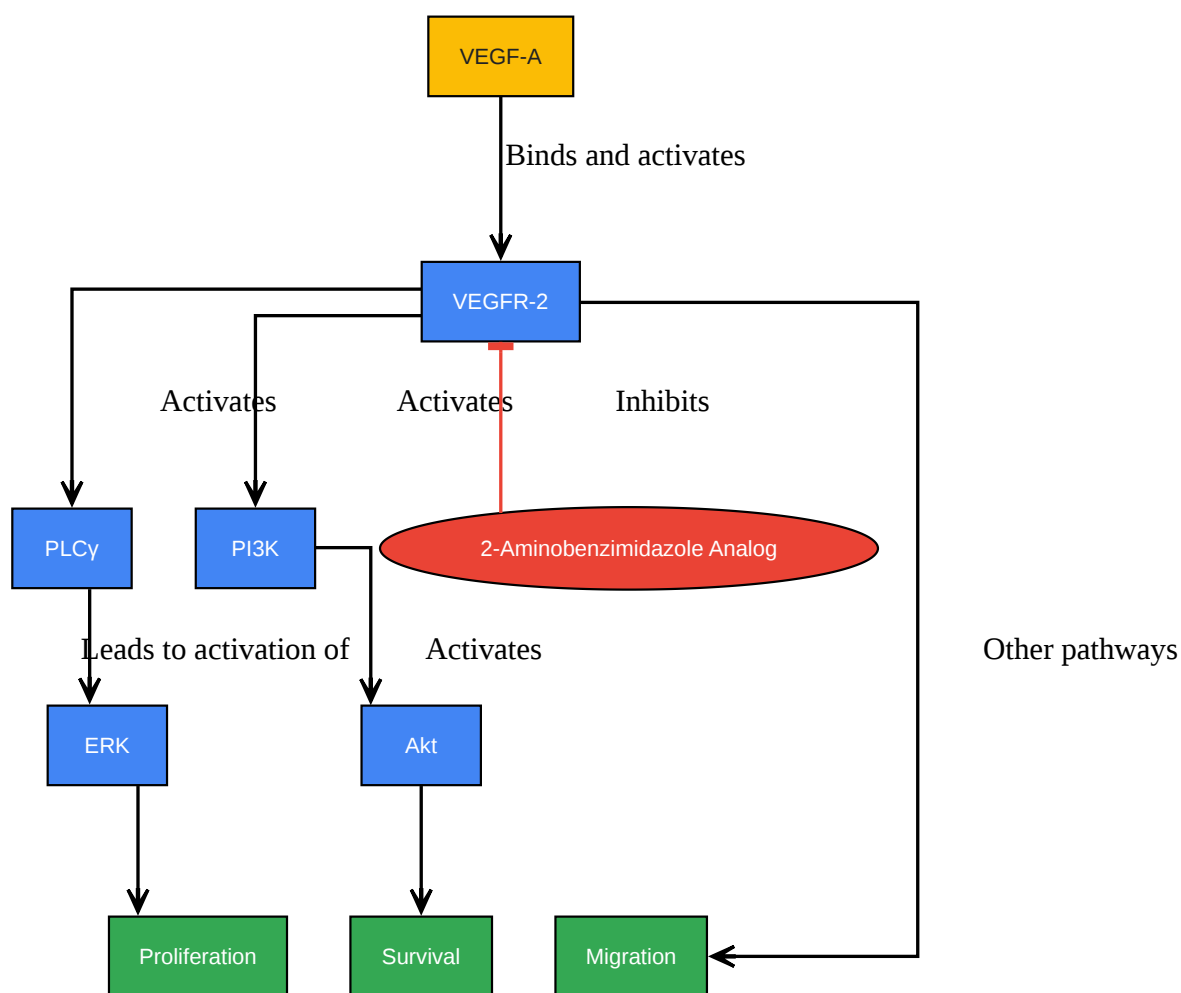 VEGF-A
Binds and activates
VEGFR-2
Activates
Activates
Inhibits
PLCγ
PI3K
2-Aminobenzimidazole Analog
Leads to activation of
Activates
Other pathways
ERK
Akt
Proliferation
Survival
Migration